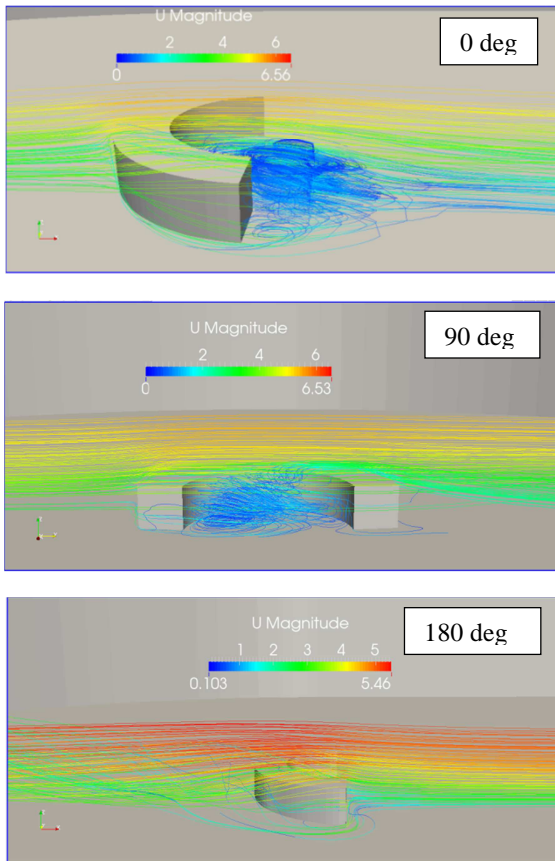 0 deg
U Magnitude
2 4 6
0 6.56
90 deg
U Magnitude
2 4 6
0 6.53
180 deg
U Magnitude
1 2 3 4 5
0.103 5.46